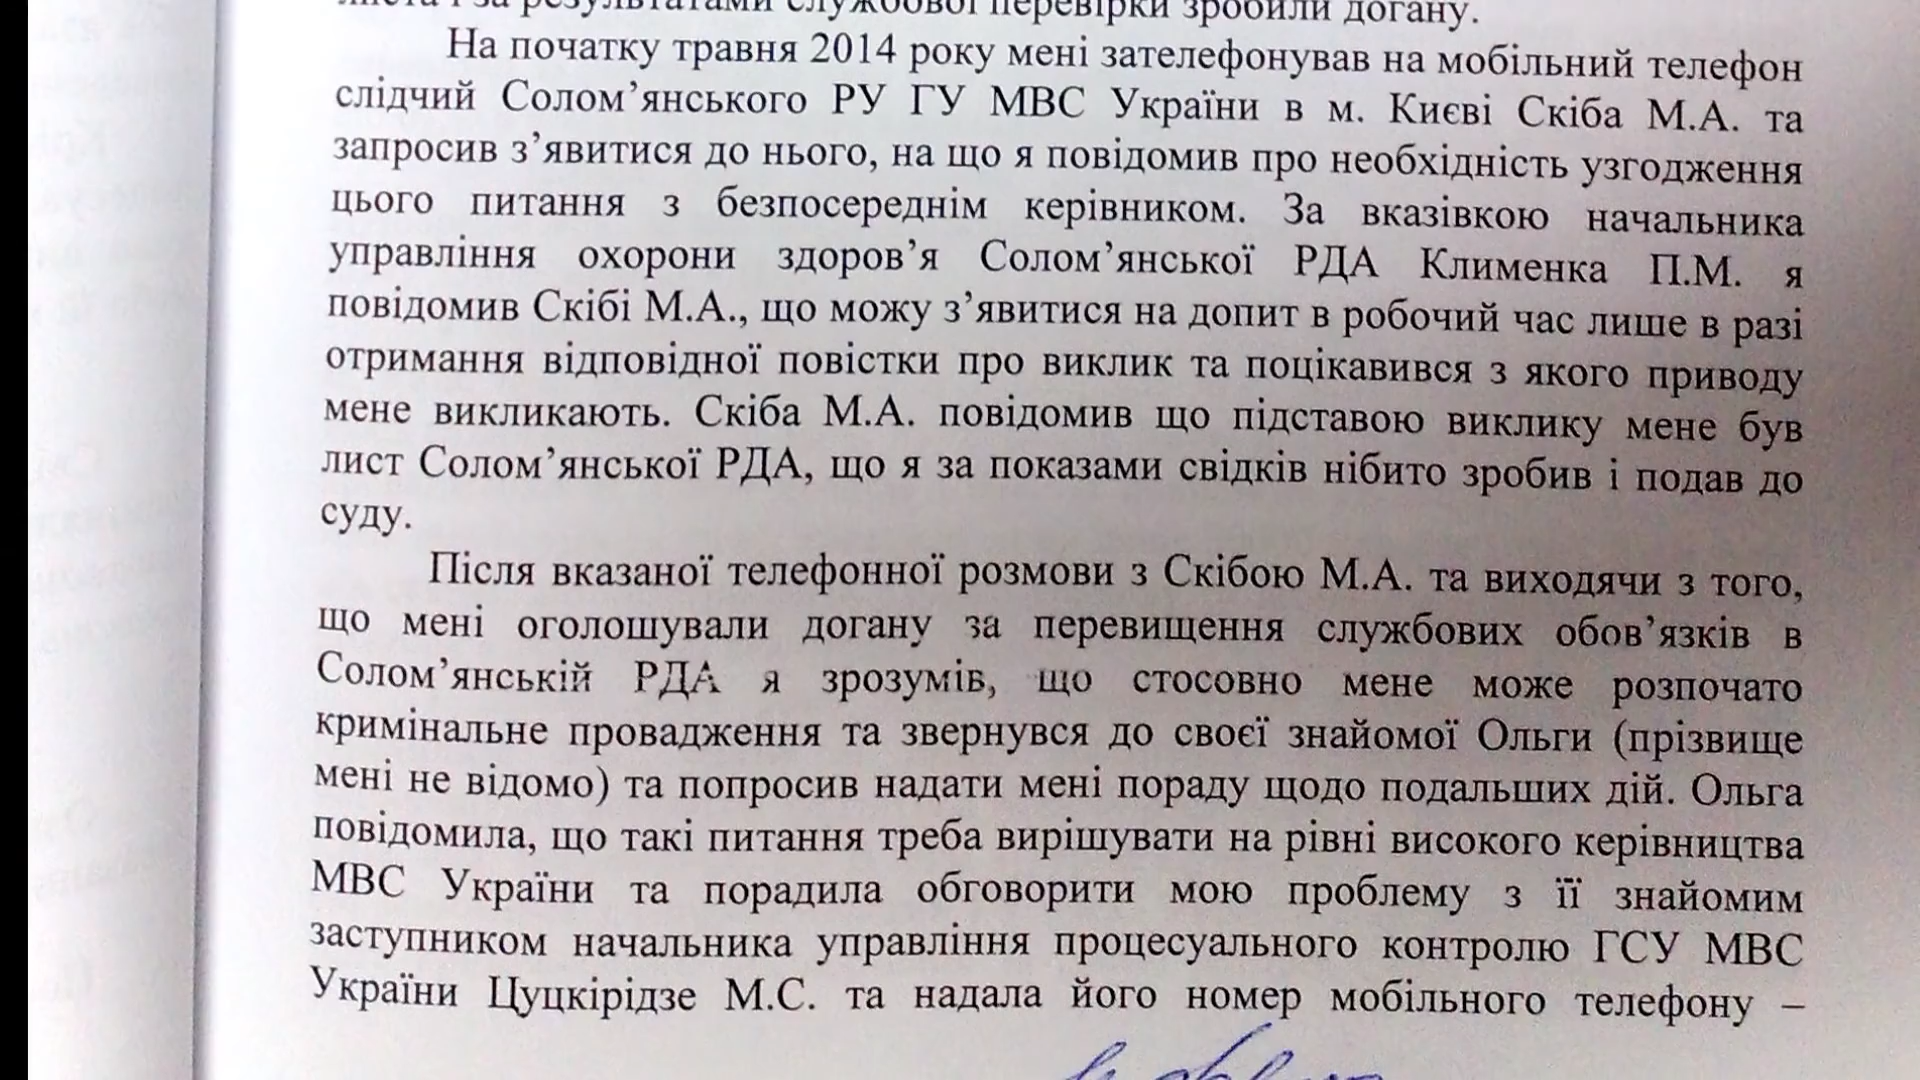 за результатами службової перевірки зробили догану.
На початку травня 2014 року мені зателефонував на мобільний телефон
слідчий Солом’янського РУ ГУ МВС України в м. Києві Скіба М.А. та
запросив з’явитися до нього, на що я повідомив про необхідність узгодження
цього питання з безпосереднім керівником. За вказівкою начальника
управління охорони здоров’я Солом’янської РДА Клименка П.М. я
повідомив Скібі М.А., що можу з’явитися на допит в робочий час лише в разі
отримання відповідної повістки про виклик та поцікавився з якого приводу
мене викликають. Скіба М.А. повідомив що підставою виклику мене був
лист Солом’янської РДА, що я за показами свідків нібито зробив і подав до
суду.
Після вказаної телефонної розмови з Скібою М.А. та виходячи з того,
що мені оголошували догану за перевищення службових обов’язків в
Солом’янській РДА я зрозумів, що стосовно мене може розпочато
кримінальне провадження та звернувся до своєї знайомої Ольги (прізвище
мені не відомо) та попросив надати мені пораду щодо подальших дій. Ольга
повідомила, що такі питання треба вирішувати на рівні високого керівництва
МВС України та порадила обговорити мою проблему з її знайомим
заступником начальника управління процесуального контролю ГСУ МВС
України Цуцкірідзе М.С. та надала його номер мобільного телефону –